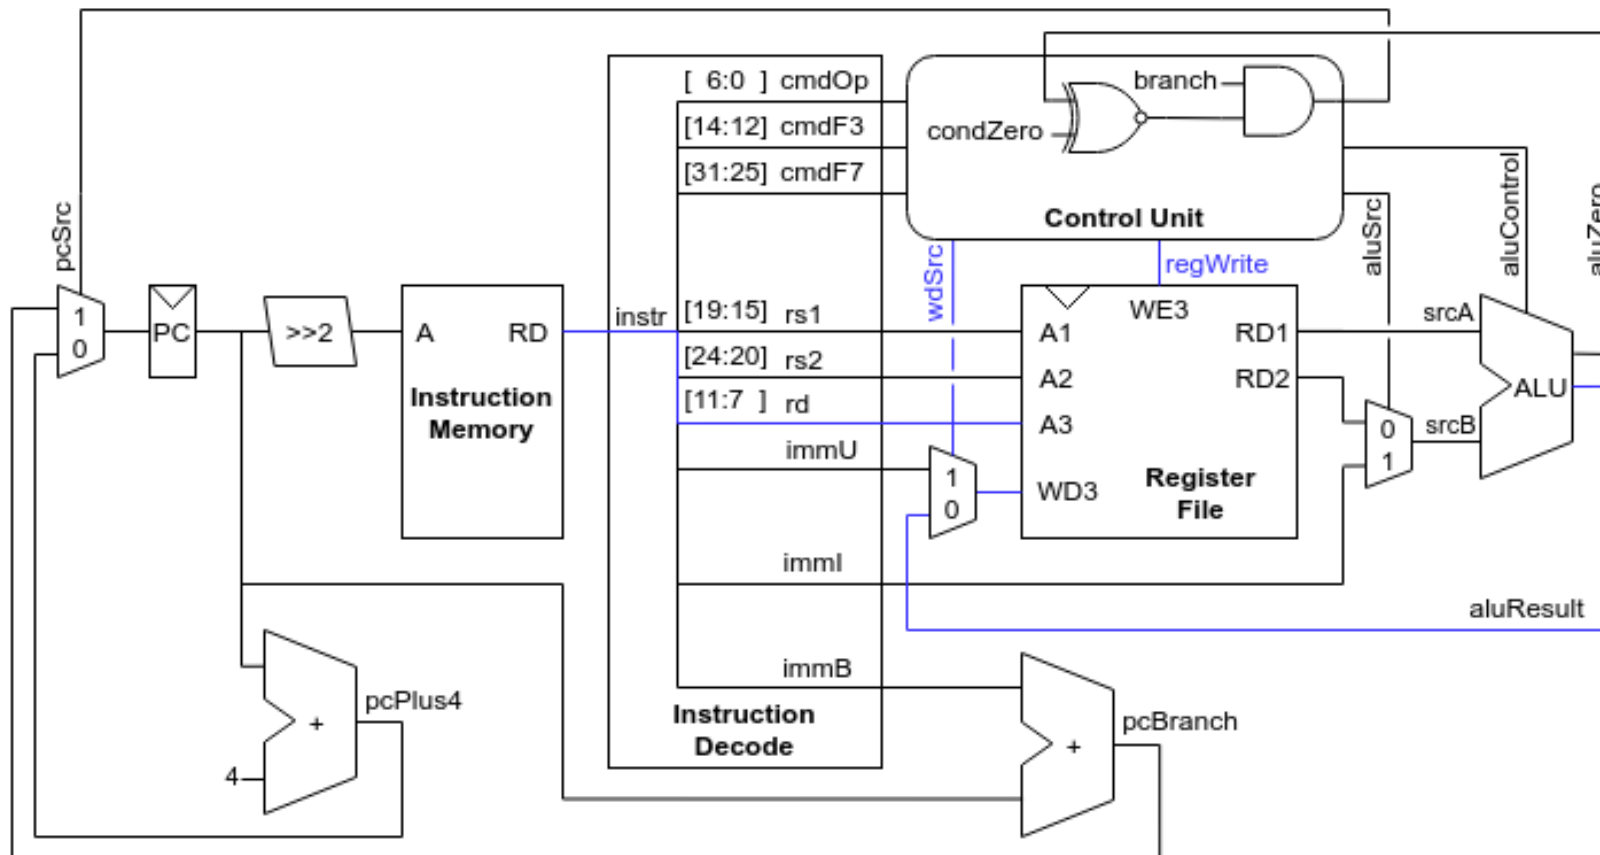 [ 6:0 ] cmdOp
[14:12] cmdF3
[31:25] cmdF7
branch
condZero
Control Unit
pcSrc
wdSrc
regWrite
aluSrc
aluControl
aluZero
1
0
PC
>>2
A
RD
Instruction
Memory
instr
[19:15] rs1
[24:20] rs2
[11:7 ] rd
immU
immI
immB
Instruction
Decode
1
0
A1
A2
A3
WD3
WE3
RD1
RD2
Register
File
0
1
srcA
srcB
ALU
aluResult
pcPlus4
+
4
pcBranch
+